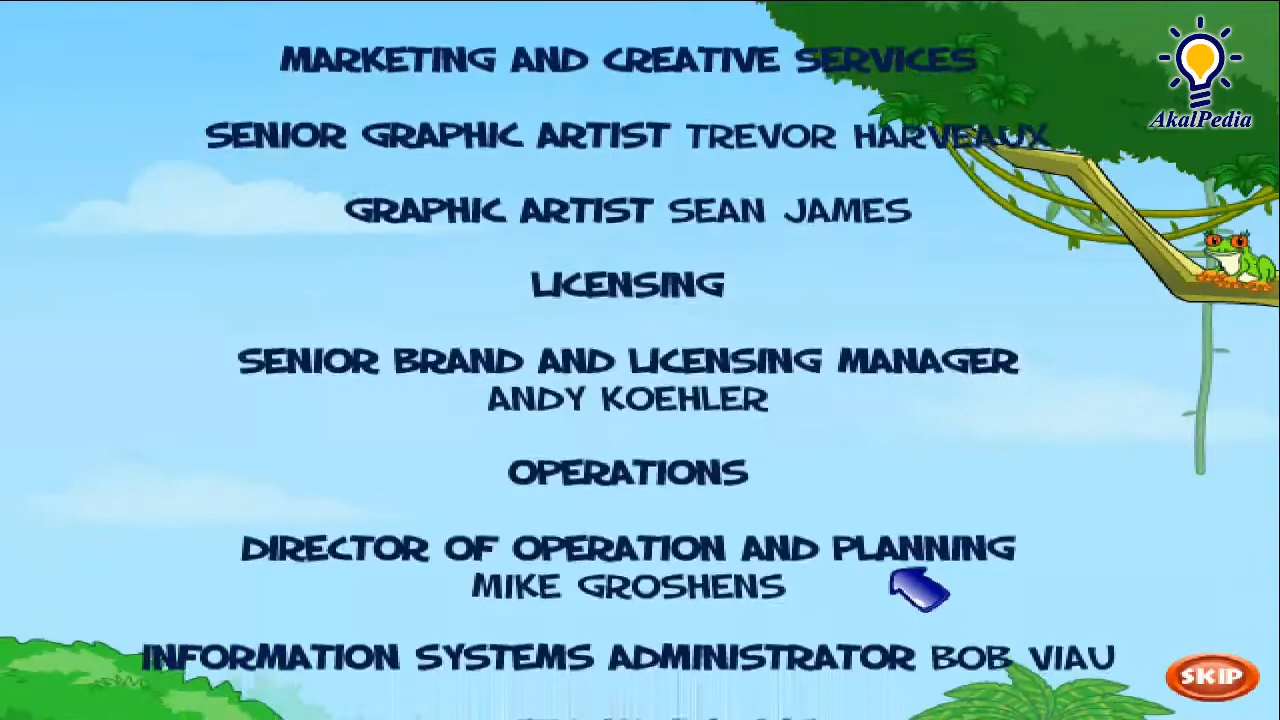 MARKETING AND CREATIVE SERVICES
SENIOR GRAPHIC ARTIST TREVOR HARVEAUX
GRAPHIC ARTIST SEAN JAMES
LICENSING
SENIOR BRAND AND LICENSING MANAGER
ANDY KOEHLER
OPERATIONS
DIRECTOR OF OPERATION AND PLANNING
MIKE GROSHENS
INFORMATION SYSTEMS ADMINISTRATOR BOB VIAU
AkalPedia
SKIP